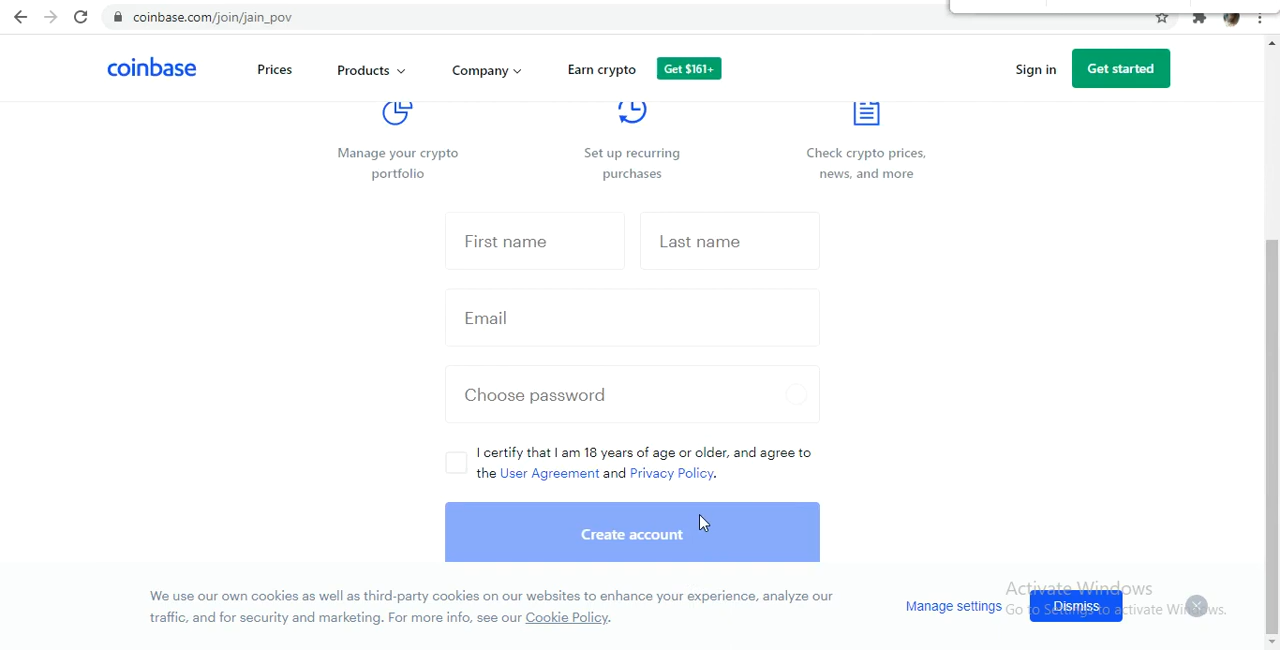 coinbase.com/join/jain_pov
coinbase Prices Products Company Earn crypto Get $161+ Sign in Get started
Manage your crypto
portfolio
Set up recurring
purchases
Check crypto prices,
news, and more
First name Last name
Email
Choose password
I certify that I am 18 years of age or older, and agree to
the User Agreement and Privacy Policy.
Create account
We use our own cookies as well as third-party cookies on our websites to enhance your experience, analyze our
traffic, and for security and marketing. For more info, see our Cookie Policy.
Manage settings Dismiss
Activate Windows
Go to Settings to activate Windows.